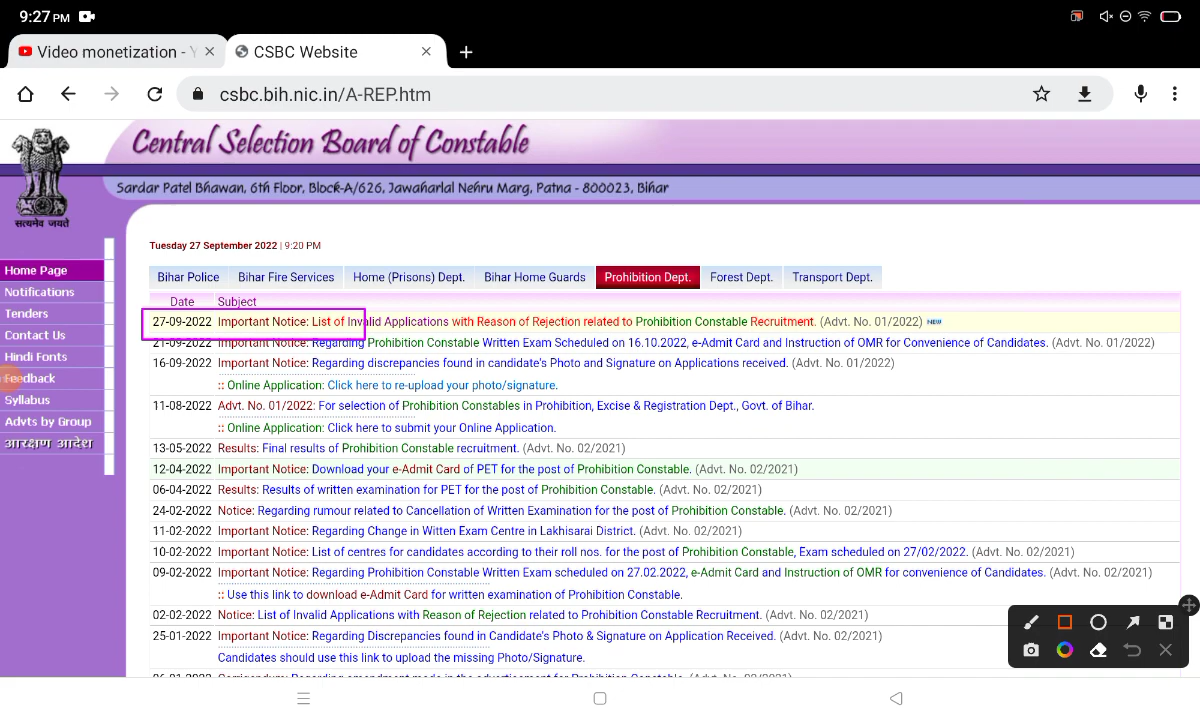 9:27 PM
Video monetization - Y
CSBC Website
csbc.bih.nic.in/A-REP.htm
Central Selection Board of Constable
Sardar Patel Bhawan, 6th Floor, Block-A/626, Jawaharlal Nehru Marg, Patna - 800023, Bihar
सत्यमेव जयते
Tuesday 27 September 2022 | 9:20 PM
Home Page
Notifications
Tenders
Contact Us
Hindi Fonts
Feedback
Syllabus
Advts by Group
आरक्षण आदेश
Bihar Police Bihar Fire Services Home (Prisons) Dept. Bihar Home Guards Prohibition Dept. Forest Dept. Transport Dept.
Date Subject
27-09-2022 Important Notice: List of Invalid Applications with Reason of Rejection related to Prohibition Constable Recruitment. (Advt. No. 01/2022) NEW
21-09-2022 Important Notice: Regarding Prohibition Constable Written Exam Scheduled on 16.10.2022, e-Admit Card and Instruction of OMR for Convenience of Candidates. (Advt. No. 01/2022)
16-09-2022 Important Notice: Regarding discrepancies found in candidate's Photo and Signature on Applications received. (Advt. No. 01/2022)
:: Online Application: Click here to re-upload your photo/signature.
11-08-2022 Advt. No. 01/2022: For selection of Prohibition Constables in Prohibition, Excise & Registration Dept., Govt. of Bihar.
:: Online Application: Click here to submit your Online Application.
13-05-2022 Results: Final results of Prohibition Constable recruitment. (Advt. No. 02/2021)
12-04-2022 Important Notice: Download your e-Admit Card of PET for the post of Prohibition Constable. (Advt. No. 02/2021)
06-04-2022 Results: Results of written examination for PET for the post of Prohibition Constable. (Advt. No. 02/2021)
24-02-2022 Notice: Regarding rumour related to Cancellation of Written Examination for the post of Prohibition Constable. (Advt. No. 02/2021)
11-02-2022 Important Notice: Regarding Change in Witten Exam Centre in Lakhisarai District. (Advt. No. 02/2021)
10-02-2022 Important Notice: List of centres for candidates according to their roll nos. for the post of Prohibition Constable, Exam scheduled on 27/02/2022. (Advt. No. 02/2021)
09-02-2022 Important Notice: Regarding Prohibition Constable Written Exam scheduled on 27.02.2022, e-Admit Card and Instruction of OMR for convenience of Candidates. (Advt. No. 02/2021)
:: Use this link to download e-Admit Card for written examination of Prohibition Constable.
02-02-2022 Notice: List of Invalid Applications with Reason of Rejection related to Prohibition Constable Recruitment. (Advt. No. 02/2021)
25-01-2022 Important Notice: Regarding Discrepancies found in Candidate's Photo & Signature on Application Received. (Advt. No. 02/2021)
Candidates should use this link to upload the missing Photo/Signature.
06-01-2022 Corrigendum: Regarding amendment made in the advertisement for Prohibition Constable. (Advt. No. 02/2021)